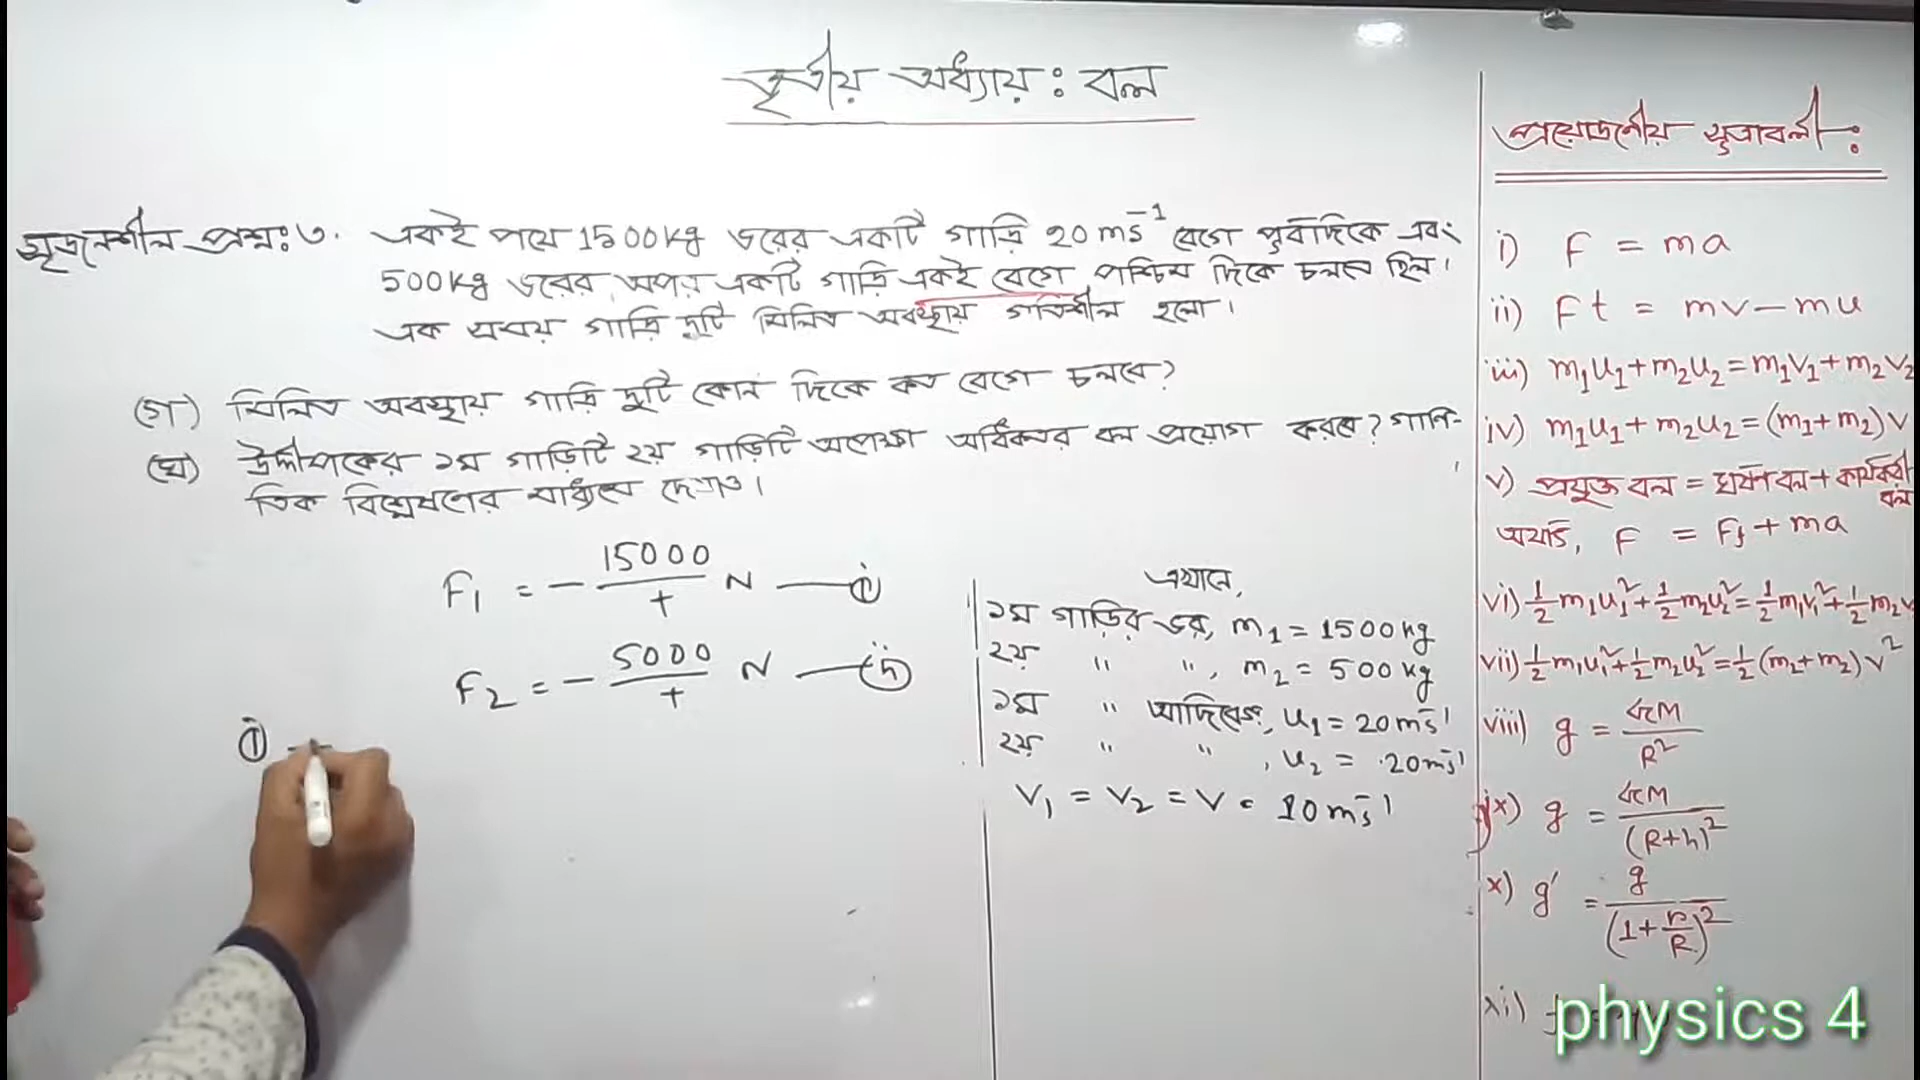 তৃতীয় অধ্যায় : বল
সৃজনশীল প্রশ্ন: ৩. একই পথে 1500kg ভরের একটি গাড়ি 20 ms⁻¹ বেগে পূর্বদিকে এবং
500kg ভরের অপর একটি গাড়ি একই বেগে পশ্চিম দিকে চলতে ছিল।
এক সময় গাড়ি দুটি মিলিত অবস্থায় গতিশীল হলো।
(গ) মিলিত অবস্থায় গাড়ি দুটি কোন দিকে কত বেগে চলবে?
(ঘ) উদ্দীপকের ১ম গাড়িটি ২য় গাড়িটি অপেক্ষা অধিকতর বল প্রয়োগ করবে? গাণি-
তিক বিশ্লেষণের মাধ্যমে দেখাও।
F₁ = - 15000/t N — (i)
F₂ = - 5000/t N — (ii)
(i)
এখানে,
১ম গাড়ির ভর, m₁ = 1500 kg
২য় " ", m₂ = 500 kg
১ম " আদিবেগ, u₁ = 20 ms⁻¹
২য় " ", u₂ = -20 ms⁻¹
V₁ = V₂ = V = 10 ms⁻¹
প্রয়োজনীয় সূত্রাবলী :
i) F = ma
ii) Ft = mv - mu
iii) m₁u₁ + m₂u₂ = m₁v₁ + m₂v₂
iv) m₁u₁ + m₂u₂ = (m₁+m₂)v
v) প্রযুক্ত বল = ঘর্ষণ বল + কার্যকরী
বল
অর্থাৎ, F = Ff + ma
vi) ½m₁u₁² + ½m₂u₂² = ½m₁v₁² + ½m₂v
vii) ½m₁u₁² + ½m₂u₂² = ½(m₁+m₂)v²
viii) g = GM/R²
ix) g = GM/(R+h)²
x) g′ = g/(1+h/R)²
xi)
physics 4